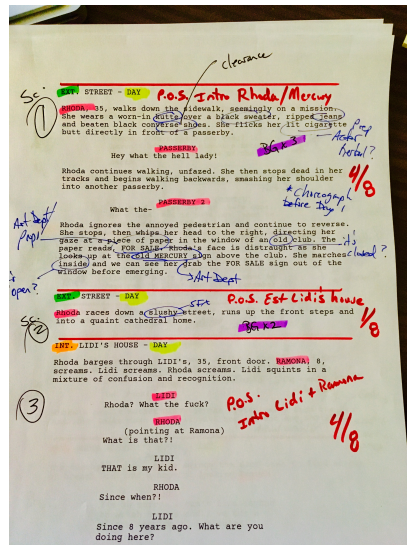 clearance
Sc:
EXT. STREET - DAY P.O.S. Intro Rhoda/Mercury
1
RHODA, 35, walks down the sidewalk, seemingly on a mission.
She wears a worn-in kutte over a black sweater, ripped jeans
and beaten black converse shoes. She flicks her lit cigarette
butt directly in front of a passerby.
Prep
Actor
herbal?
PASSERBY
BG x 3
Hey what the hell lady!
4/8
Rhoda continues walking, unfazed. She then stops dead in her
tracks and begins walking backwards, smashing her shoulder
into another passerby.
* Choreograph
before Day 1
PASSERBY 2
What the-
Art Dept
Props
Rhoda ignores the annoyed pedestrian and continue to reverse.
She stops, then whips her head to the right, directing her
gaze at a piece of paper in the window of an old club. The
paper reads, FOR SALE. Rhoda's face is distraught as she
looks up at the old MERCURY sign above the club. She marches
inside and we can see her grab the FOR SALE sign out of the
window before emerging.
it's
closed?
open?
Art Dept
EXT. STREET - DAY P.O.S. Est Lidi's house
SFX
Rhoda races down a slushy street, runs up the front steps and
into a quaint cathedral home.
1/8
Sc:
2
BG x 2
INT. LIDI'S HOUSE - DAY
Rhoda barges through LIDI'S, 35, front door. RAMONA, 8,
screams. Lidi screams. Rhoda screams. Lidi squints in a
mixture of confusion and recognition.
3
P.O.S.
Intro Lidi + Ramona
4/8
LIDI
Rhoda? What the fuck?
RHODA
(pointing at Ramona)
What is that?!
LIDI
THAT is my kid.
RHODA
Since when?!
LIDI
Since 8 years ago. What are you
doing here?